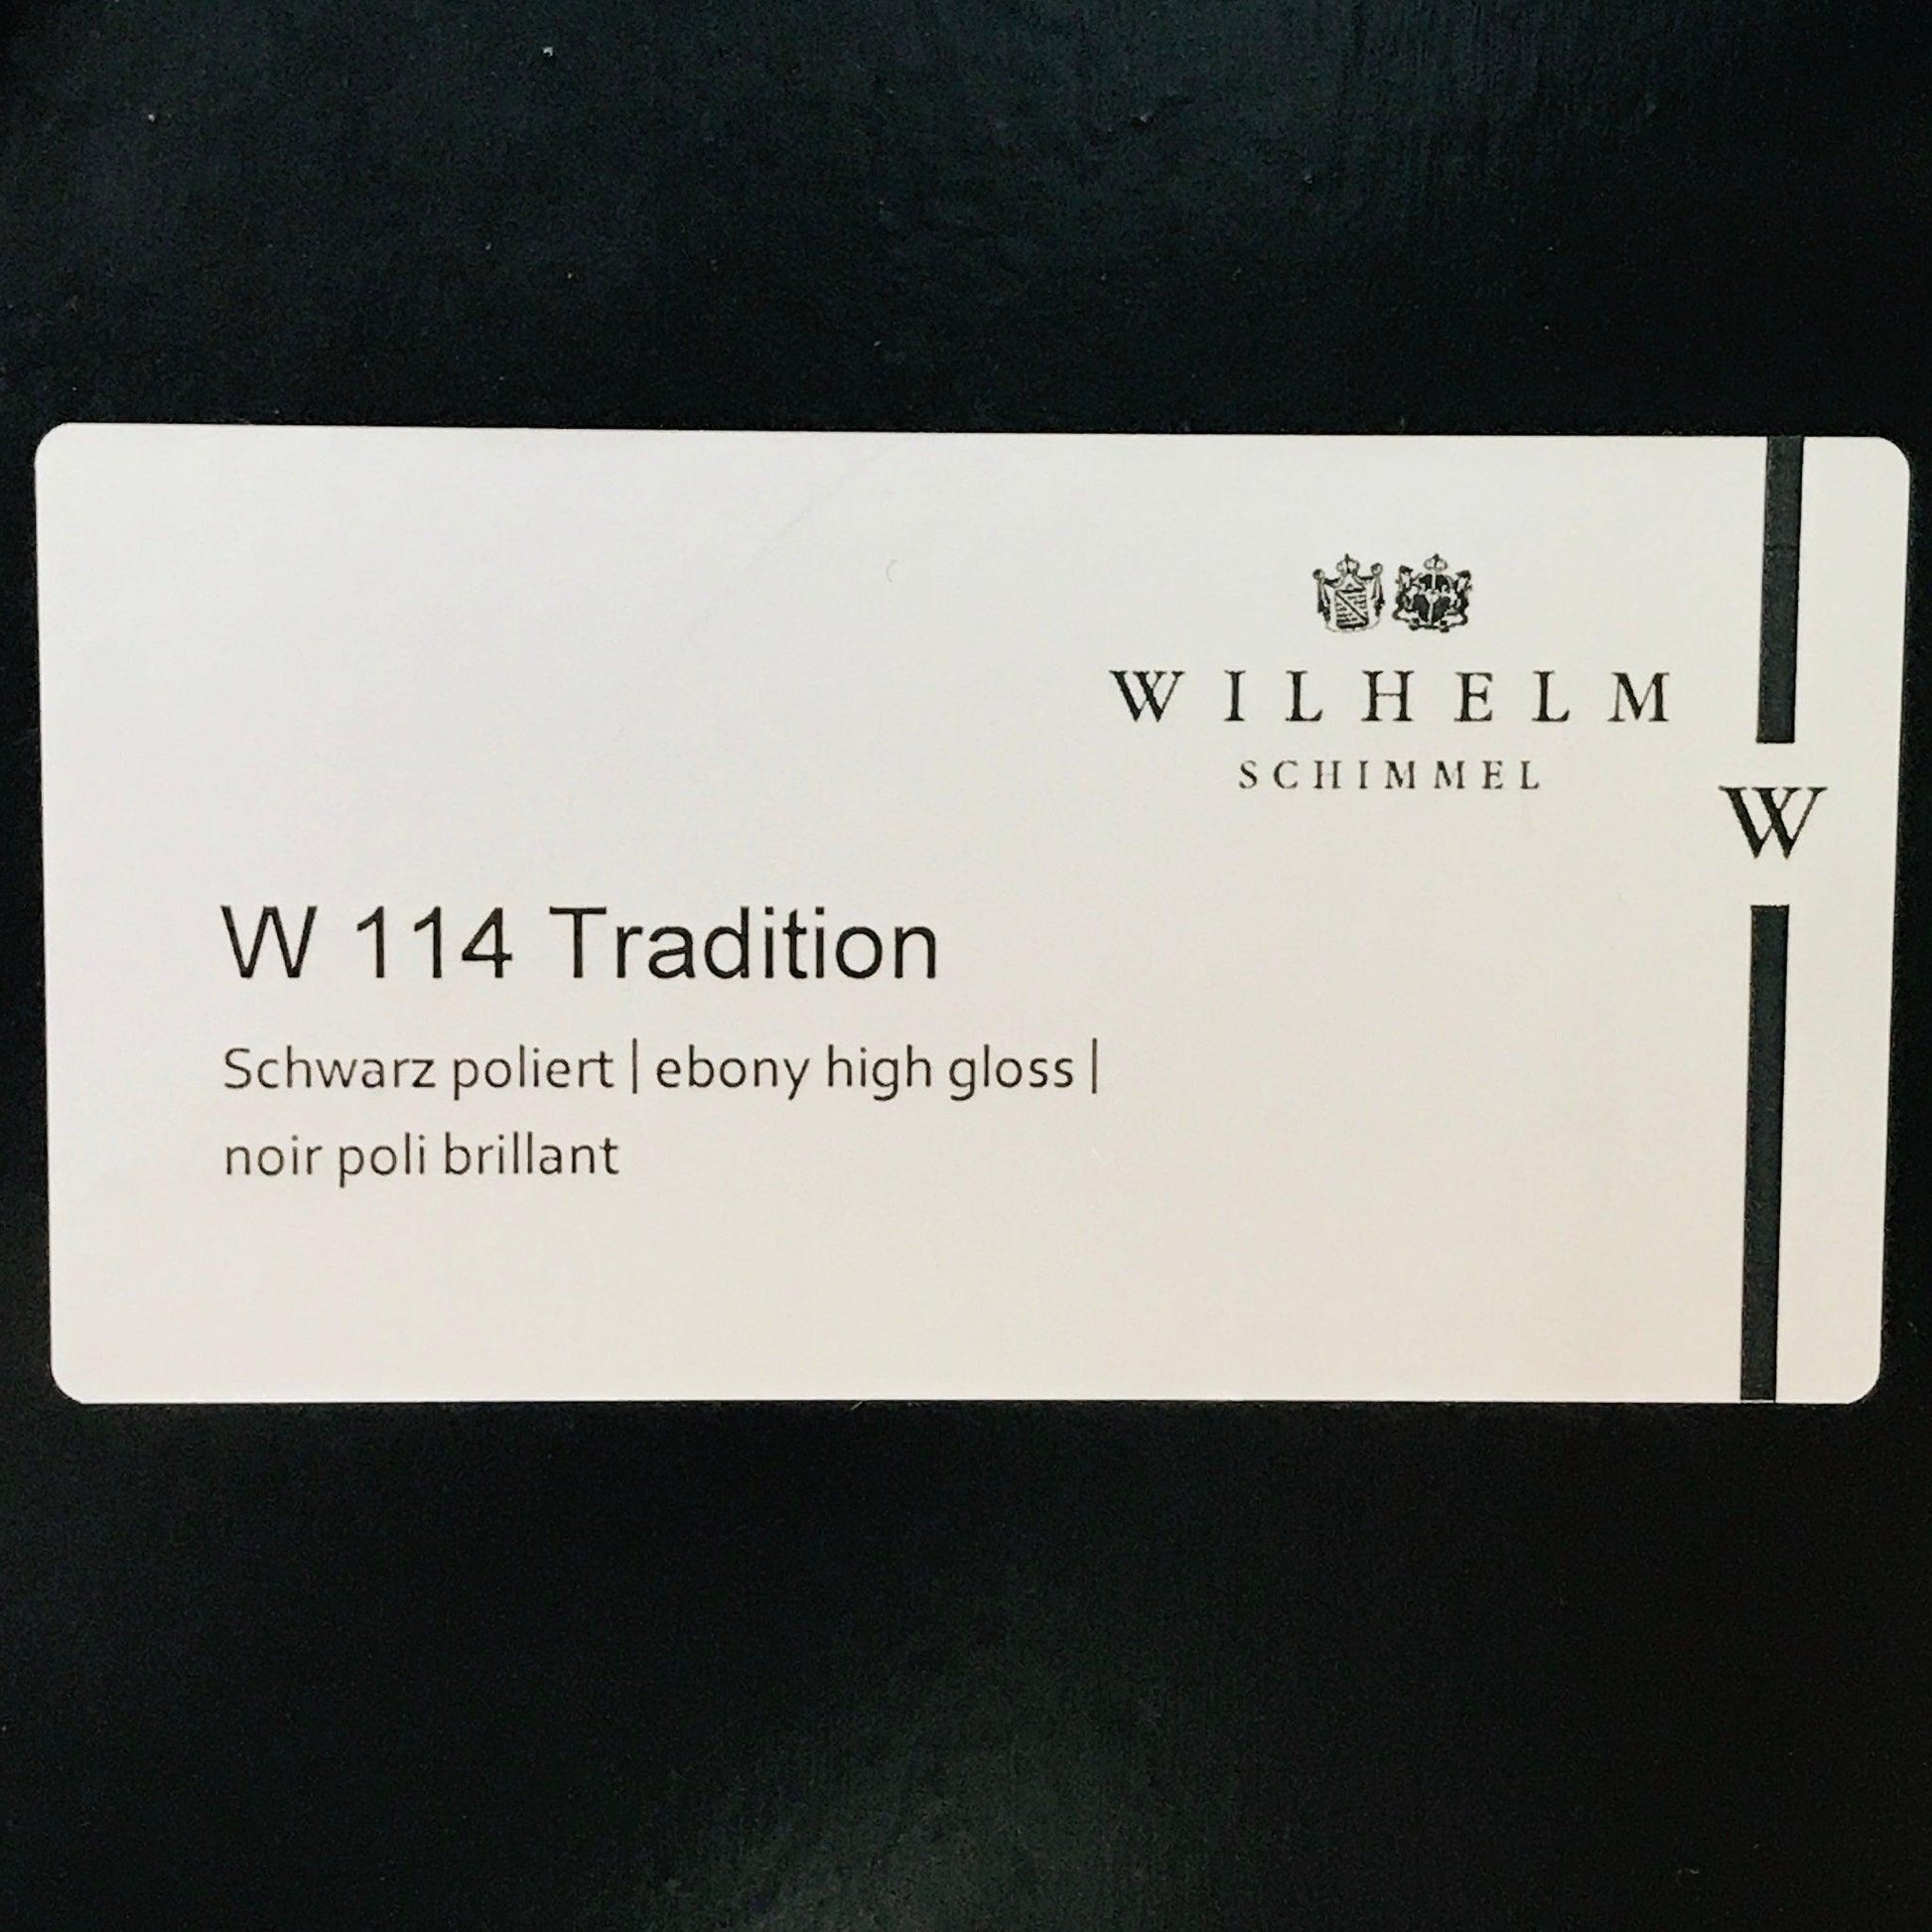 WILHELM
SCHIMMEL
W
W 114 Tradition
Schwarz poliert | ebony high gloss |
noir poli brillant